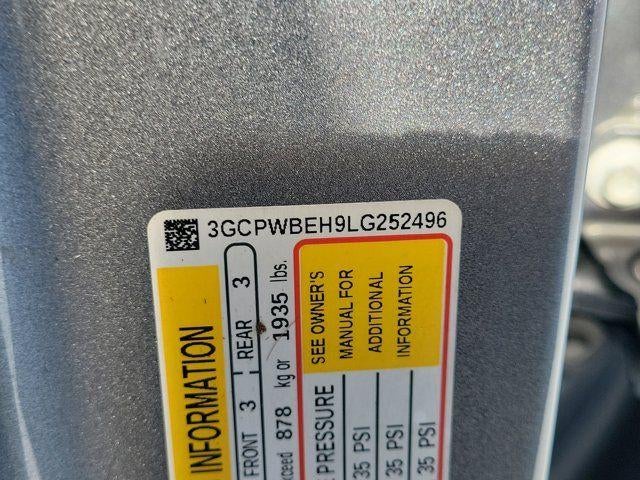 3GCPWBEH9LG252496
INFORMATION
FRONT 3 REAR 3
878 kg or 1935 lbs.
PRESSURE
35 PSI
35 PSI
35 PSI
SEE OWNER'S
MANUAL FOR
ADDITIONAL
INFORMATION